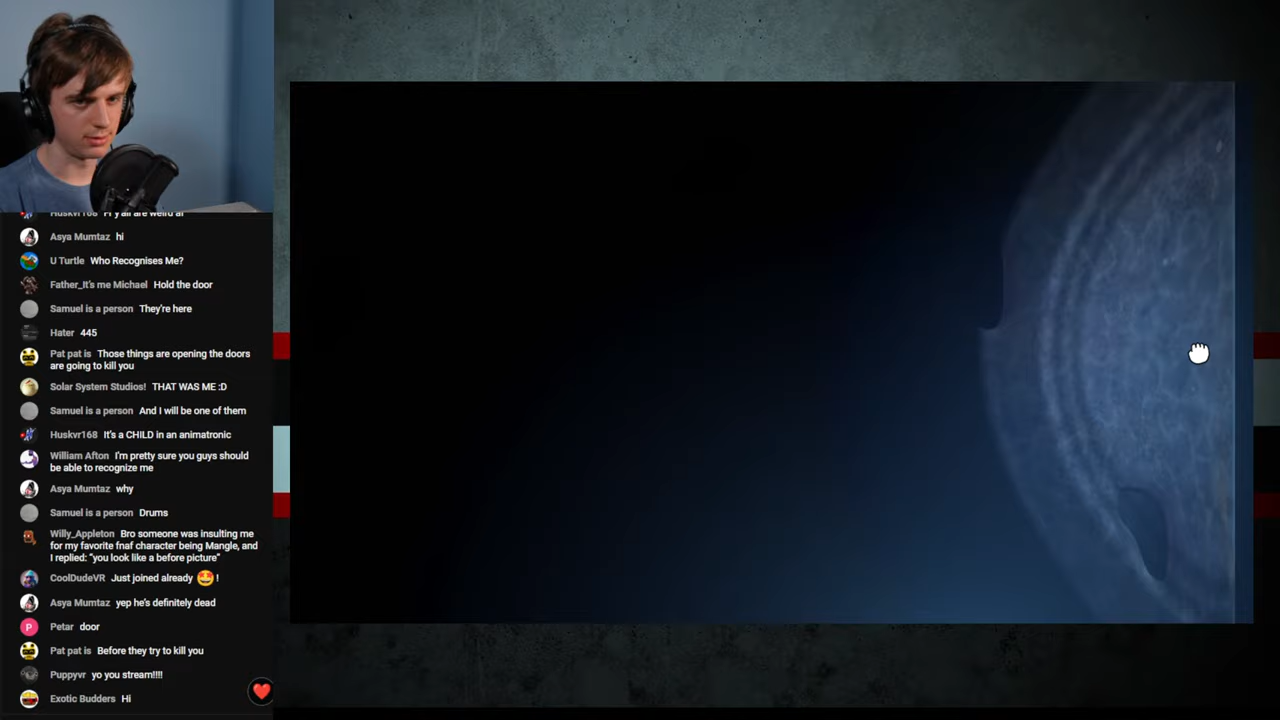 Huskvr168 Fr y'all are weird af
Asya Mumtaz hi
U Turtle Who Recognises Me?
Father_It's me Michael Hold the door
Samuel is a person They're here
Hater 445
Pat pat is Those things are opening the doors
are going to kill you
Solar System Studios! THAT WAS ME :D
Samuel is a person And I will be one of them
Huskvr168 It's a CHILD in an animatronic
William Afton I'm pretty sure you guys should
be able to recognize me
Asya Mumtaz why
Samuel is a person Drums
Willy_Appleton Bro someone was insulting me
for my favorite fnaf character being Mangle, and
I replied: "you look like a before picture"
CoolDudeVR Just joined already 🤩 !
Asya Mumtaz yep he's definitely dead
P Petar door
Pat pat is Before they try to kill you
Puppyvr yo you stream!!!!
Exotic Budders Hi